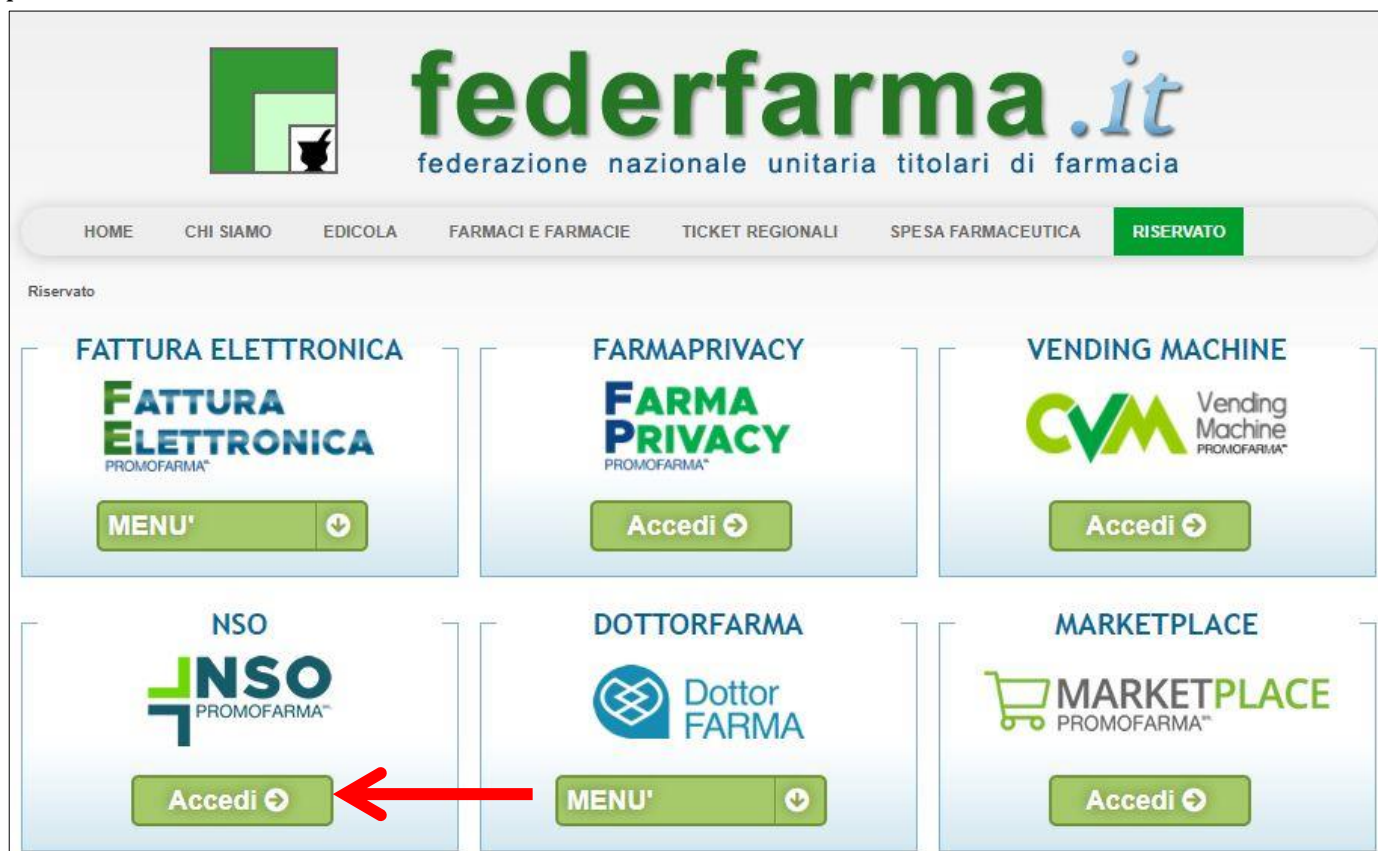 federfarma.it
federazione nazionale unitaria titolari di farmacia
HOME CHI SIAMO EDICOLA FARMACI E FARMACIE TICKET REGIONALI SPESA FARMACEUTICA RISERVATO
Riservato
FATTURA ELETTRONICA
FATTURA
ELETTRONICA
PROMOFARMA
MENU'
FARMAPRIVACY
FARMA
PRIVACY
PROMOFARMA
Accedi
VENDING MACHINE
CVM Vending
Machine
PROMOFARMA
Accedi
NSO
NSO
PROMOFARMA
Accedi
DOTTORFARMA
Dottor
FARMA
MENU'
MARKETPLACE
MARKETPLACE
PROMOFARMA
Accedi